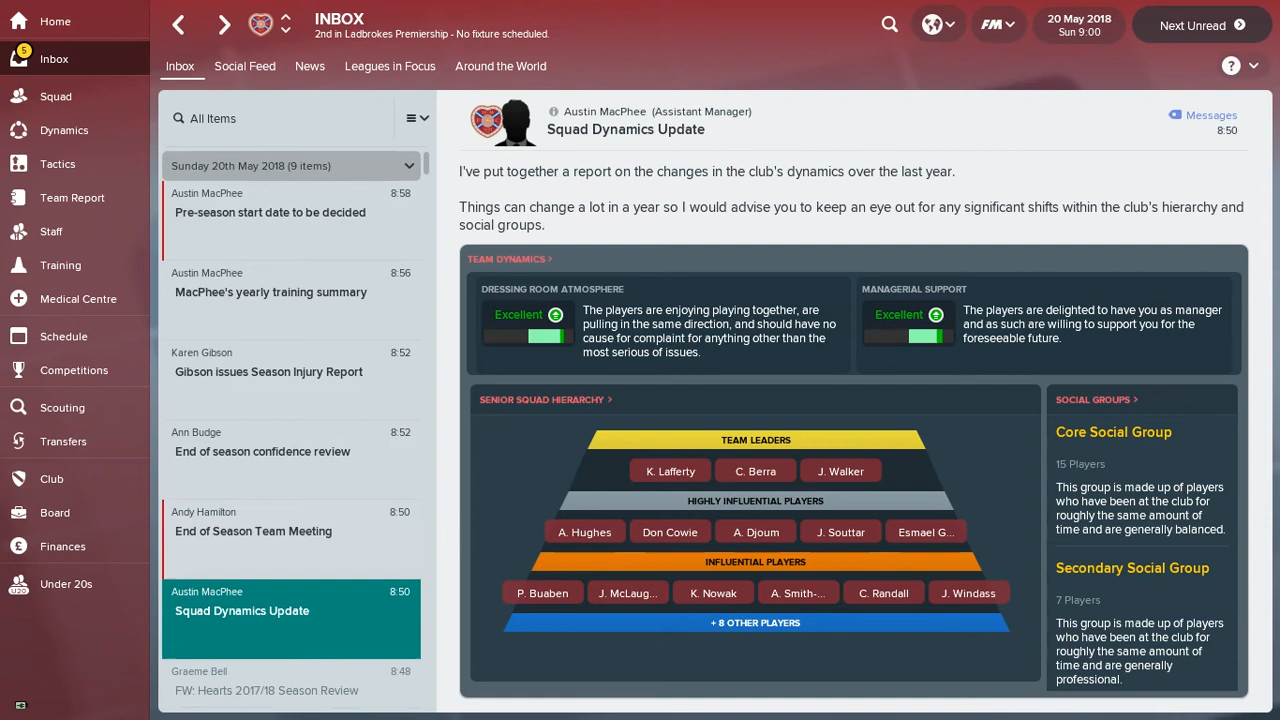 Home
5
Inbox
Squad
Dynamics
Tactics
Team Report
Staff
Training
Medical Centre
Schedule
Competitions
Scouting
Transfers
Club
Board
Finances
U20
Under 20s
INBOX
2nd in Ladbrokes Premiership - No fixture scheduled.
FM
20 May 2018
Sun 9:00
Next Unread
Inbox
Social Feed
News
Leagues in Focus
Around the World
?
All Items
Sunday 20th May 2018 (9 items)
Austin MacPhee 8:58
Pre-season start date to be decided
Austin MacPhee 8:56
MacPhee's yearly training summary
Karen Gibson 8:52
Gibson issues Season Injury Report
Ann Budge 8:52
End of season confidence review
Andy Hamilton 8:50
End of Season Team Meeting
Austin MacPhee 8:50
Squad Dynamics Update
Graeme Bell 8:48
FW: Hearts 2017/18 Season Review
Austin MacPhee (Assistant Manager)
Squad Dynamics Update
Messages
8:50
I've put together a report on the changes in the club's dynamics over the last year.
Things can change a lot in a year so I would advise you to keep an eye out for any significant shifts within the club's hierarchy and
social groups.
TEAM DYNAMICS >
DRESSING ROOM ATMOSPHERE
Excellent
The players are enjoying playing together, are
pulling in the same direction, and should have no
cause for complaint for anything other than the
most serious of issues.
MANAGERIAL SUPPORT
Excellent
The players are delighted to have you as manager
and as such are willing to support you for the
foreseeable future.
SENIOR SQUAD HIERARCHY >
TEAM LEADERS
K. Lafferty C. Berra J. Walker
HIGHLY INFLUENTIAL PLAYERS
A. Hughes Don Cowie A. Djoum J. Souttar Esmael G...
INFLUENTIAL PLAYERS
P. Buaben J. McLaug... K. Nowak A. Smith-... C. Randall J. Windass
+ 8 OTHER PLAYERS
SOCIAL GROUPS >
Core Social Group
15 Players
This group is made up of players
who have been at the club for
roughly the same amount of
time and are generally balanced.
Secondary Social Group
7 Players
This group is made up of players
who have been at the club for
roughly the same amount of
time and are generally
professional.